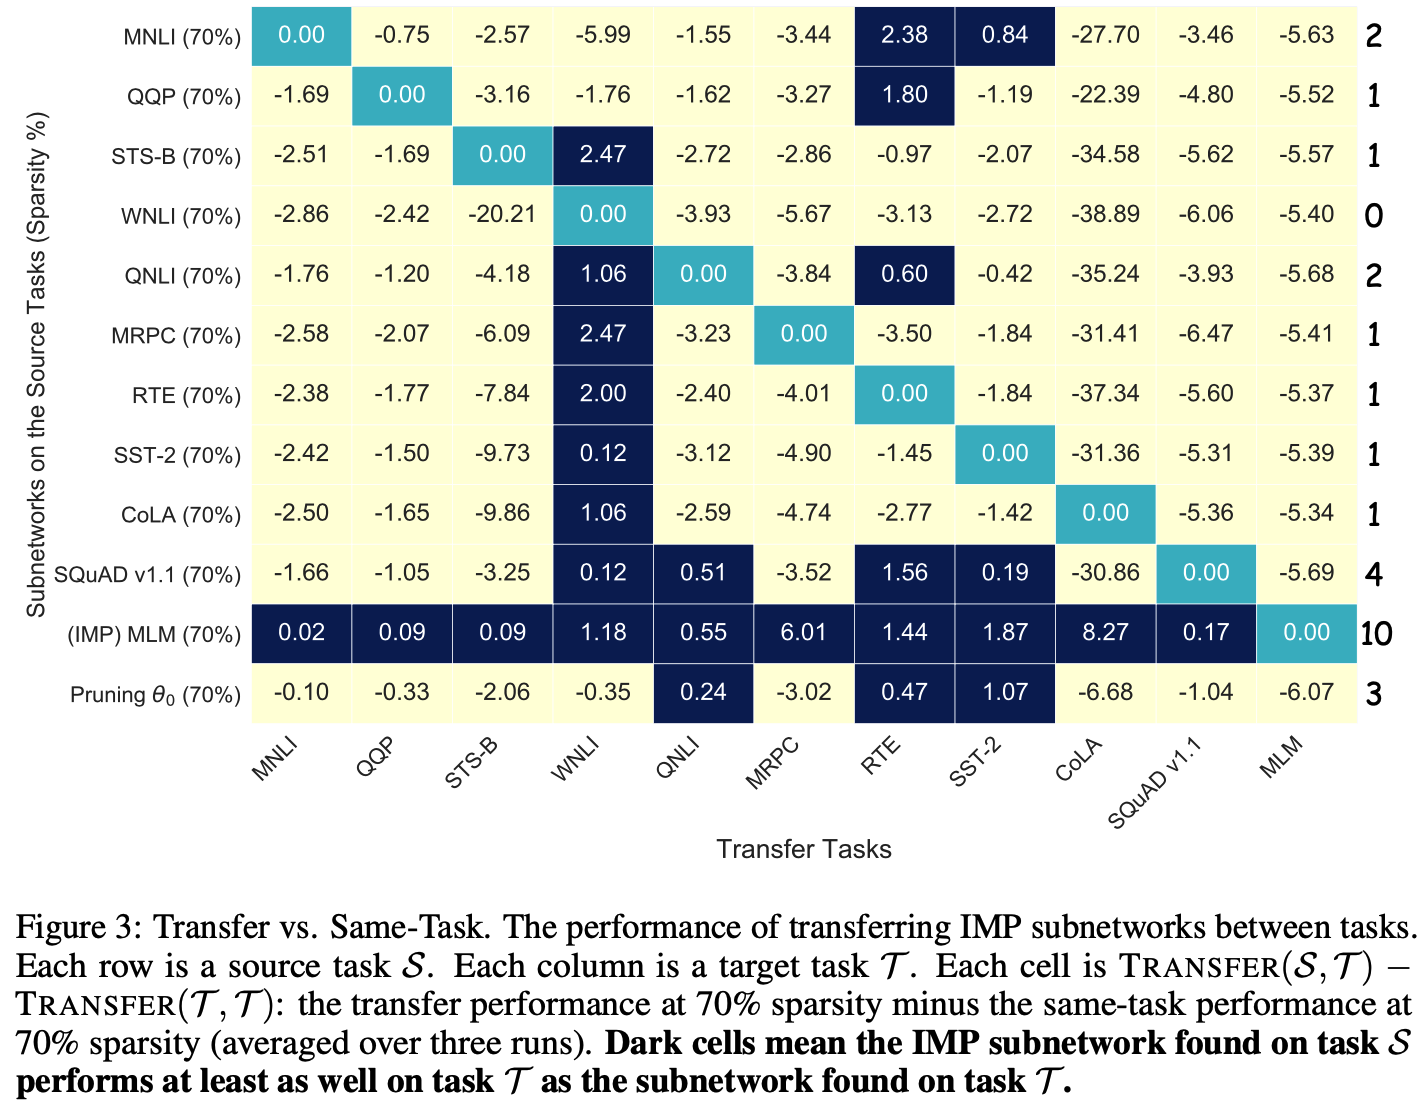 Subnetworks on the Source Tasks (Sparsity %)
MNLI (70%) 0.00 -0.75 -2.57 -5.99 -1.55 -3.44 2.38 0.84 -27.70 -3.46 -5.63 2
QQP (70%) -1.69 0.00 -3.16 -1.76 -1.62 -3.27 1.80 -1.19 -22.39 -4.80 -5.52 1
STS-B (70%) -2.51 -1.69 0.00 2.47 -2.72 -2.86 -0.97 -2.07 -34.58 -5.62 -5.57 1
WNLI (70%) -2.86 -2.42 -20.21 0.00 -3.93 -5.67 -3.13 -2.72 -38.89 -6.06 -5.40 0
QNLI (70%) -1.76 -1.20 -4.18 1.06 0.00 -3.84 0.60 -0.42 -35.24 -3.93 -5.68 2
MRPC (70%) -2.58 -2.07 -6.09 2.47 -3.23 0.00 -3.50 -1.84 -31.41 -6.47 -5.41 1
RTE (70%) -2.38 -1.77 -7.84 2.00 -2.40 -4.01 0.00 -1.84 -37.34 -5.60 -5.37 1
SST-2 (70%) -2.42 -1.50 -9.73 0.12 -3.12 -4.90 -1.45 0.00 -31.36 -5.31 -5.39 1
CoLA (70%) -2.50 -1.65 -9.86 1.06 -2.59 -4.74 -2.77 -1.42 0.00 -5.36 -5.34 1
SQuAD v1.1 (70%) -1.66 -1.05 -3.25 0.12 0.51 -3.52 1.56 0.19 -30.86 0.00 -5.69 4
(IMP) MLM (70%) 0.02 0.09 0.09 1.18 0.55 6.01 1.44 1.87 8.27 0.17 0.00 10
Pruning θ₀ (70%) -0.10 -0.33 -2.06 -0.35 0.24 -3.02 0.47 1.07 -6.68 -1.04 -6.07 3
MNLI QQP STS-B WNLI QNLI MRPC RTE SST-2 CoLA SQuAD v1.1 MLM
Transfer Tasks
Figure 3: Transfer vs. Same-Task. The performance of transferring IMP subnetworks between tasks.
Each row is a source task 𝒮. Each column is a target task 𝒯. Each cell is TRANSFER(𝒮, 𝒯) −
TRANSFER(𝒯, 𝒯): the transfer performance at 70% sparsity minus the same-task performance at
70% sparsity (averaged over three runs). Dark cells mean the IMP subnetwork found on task 𝒮
performs at least as well on task 𝒯 as the subnetwork found on task 𝒯.